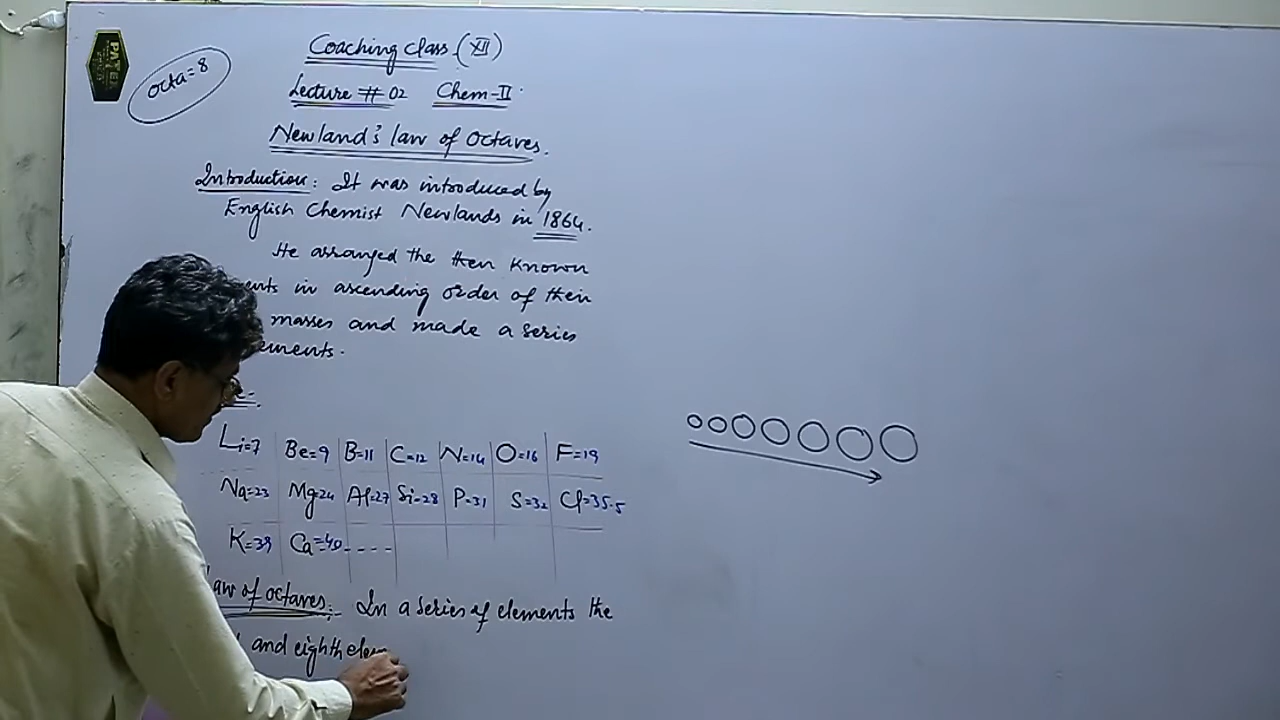 PATEX
octa=8
Coaching class (XII)
Lecture # 02 Chem-II
Newland's law of Octaves.
Introduction: It was introduced by
English Chemist Newlands in 1864.
He arranged the then known
ents in ascending order of their
masses and made a series
ements.
e:-
Li=7 Be=9 B=11 C=12 N=14 O=16 F=19
Na=23 Mg=24 Al=27 Si=28 P=31 S=32 Cl=35.5
K=39 Ca=40 - - - -
law of octaves:- In a series of elements the
and eighth elem